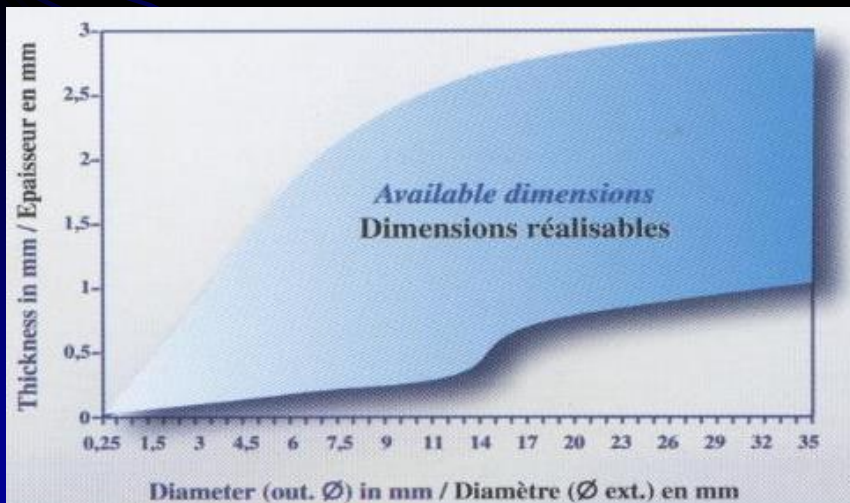 Thickness in mm / Epaisseur en mm
3
2,5
2
1,5
1
0,5
0
Available dimensions
Dimensions réalisables
0,25 1,5 3 4,5 6 7,5 9 11 14 17 20 23 26 29 32 35
Diameter (out. Ø) in mm / Diamètre (Ø ext.) en mm